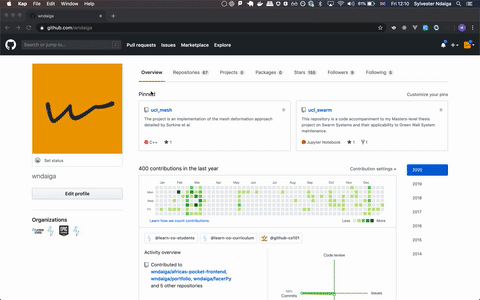 Kap File Edit Window Help
Fri 12:10 Sylvester Ndaiga
wndaiga
github.com/wndaiga
Search or jump to...
Pull requests Issues Marketplace Explore
Overview Repositories 67 Projects 0 Packages 0 Stars 155 Followers 9 Following 5
Pinned
Customize your pins
uci_mesh
The project is an implementation of the mesh deformation approach
detailed by Sorkine et al.
C++ 1
uci_swarm
This repository is a code accompaniment to my Masters-level thesis
project on Swarm Systems and their applicability to Green Wall System
maintenance.
Jupyter Notebook 1 1
Set status
wndaiga
Edit profile
Organizations
400 contributions in the last year
Contribution settings
2020
2019
2018
2017
2016
2015
2014
Jan Feb Mar Apr May Jun Jul Aug Sep Oct Nov Dec
Mon
Wed
Fri
Learn how we count contributions.
Less More
@learn-co-students @learn-co-curriculum @github-cs101
Activity overview
Contributed to
wndaiga/africas-pocket-frontend,
wndaiga/portfolio, wndaiga/facerPy
and 5 other repositories
Code review
Commits
Issues